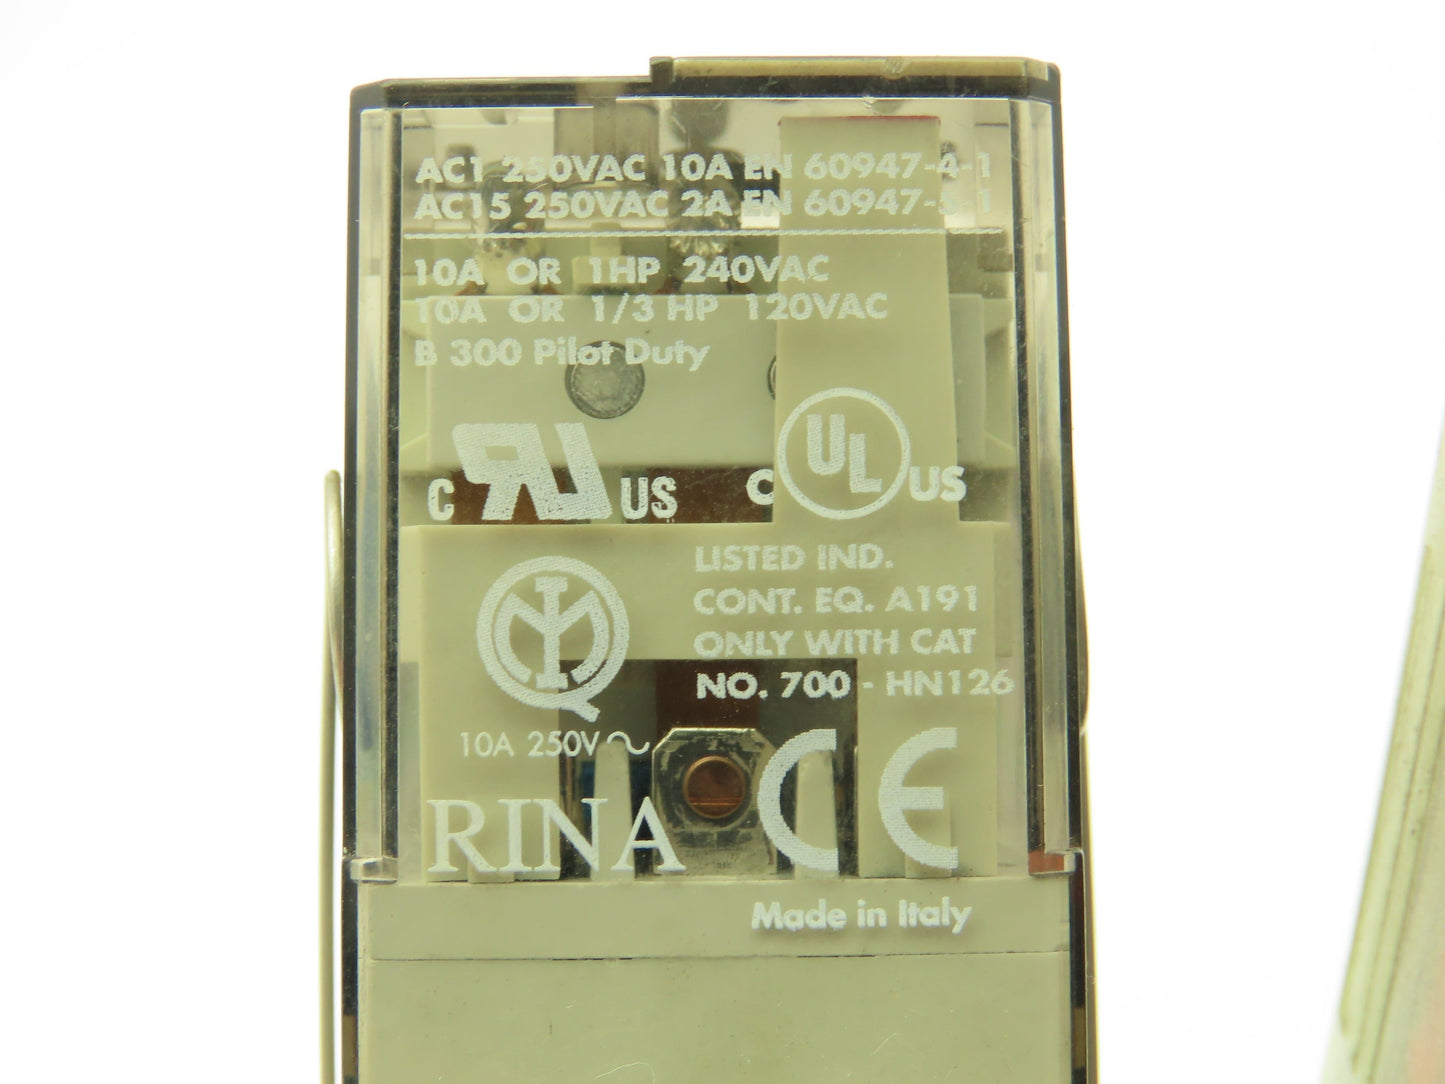 AC1 250VAC 10A EN 60947-4-1
AC15 250VAC 2A EN 60947-5-1
10A OR 1HP 240VAC
10A OR 1/3 HP 120VAC
B 300 Pilot Duty
C RU US
C UL US
LISTED IND.
CONT. EQ. A191
ONLY WITH CAT
NO. 700 - HN126
IMQ
10A 250V~
RINA
CE
Made in Italy